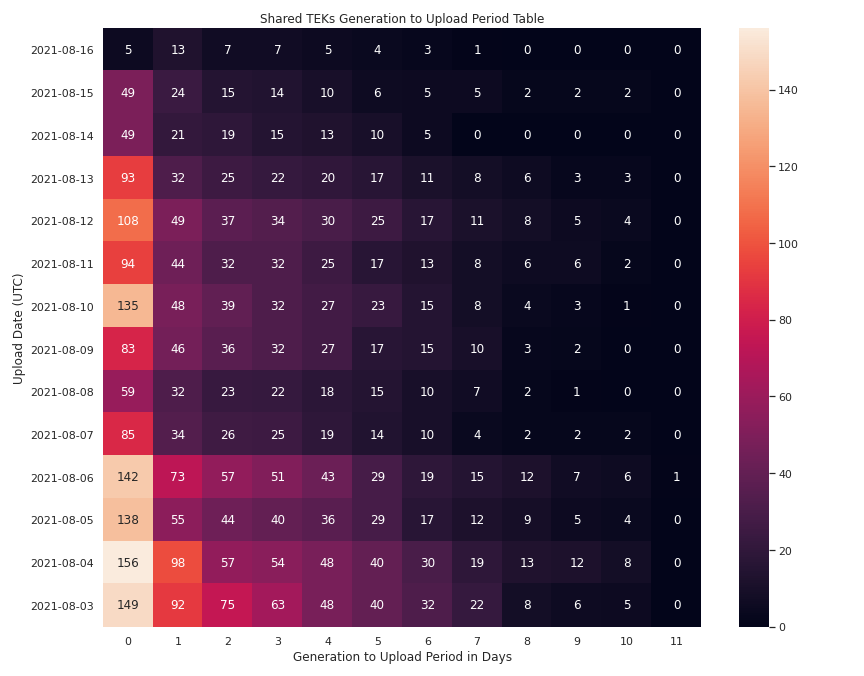 Shared TEKs Generation to Upload Period Table
Upload Date (UTC)
2021-08-16 5 13 7 7 5 4 3 1 0 0 0 0
2021-08-15 49 24 15 14 10 6 5 5 2 2 2 0
2021-08-14 49 21 19 15 13 10 5 0 0 0 0 0
2021-08-13 93 32 25 22 20 17 11 8 6 3 3 0
2021-08-12 108 49 37 34 30 25 17 11 8 5 4 0
2021-08-11 94 44 32 32 25 17 13 8 6 6 2 0
2021-08-10 135 48 39 32 27 23 15 8 4 3 1 0
2021-08-09 83 46 36 32 27 17 15 10 3 2 0 0
2021-08-08 59 32 23 22 18 15 10 7 2 1 0 0
2021-08-07 85 34 26 25 19 14 10 4 2 2 2 0
2021-08-06 142 73 57 51 43 29 19 15 12 7 6 1
2021-08-05 138 55 44 40 36 29 17 12 9 5 4 0
2021-08-04 156 98 57 54 48 40 30 19 13 12 8 0
2021-08-03 149 92 75 63 48 40 32 22 8 6 5 0
0 1 2 3 4 5 6 7 8 9 10 11
Generation to Upload Period in Days
140
120
100
80
60
40
20
0